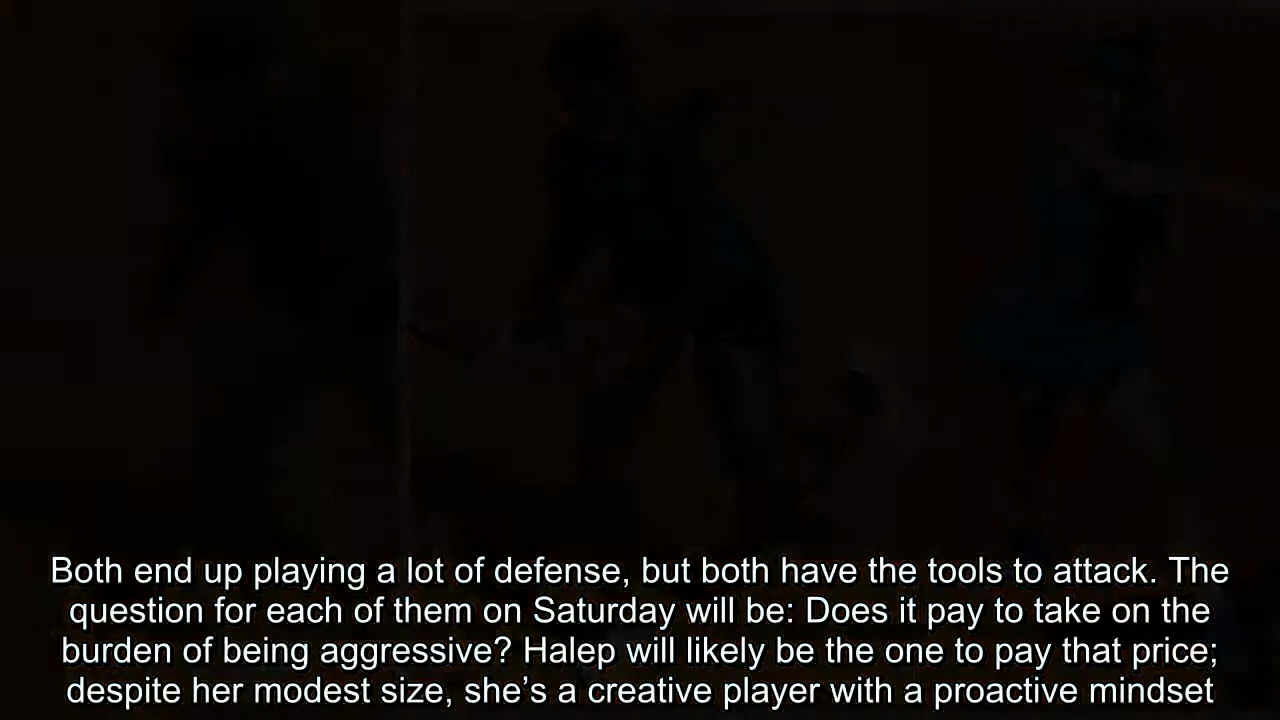 Both end up playing a lot of defense, but both have the tools to attack. The
question for each of them on Saturday will be: Does it pay to take on the
burden of being aggressive? Halep will likely be the one to pay that price;
despite her modest size, she’s a creative player with a proactive mindset